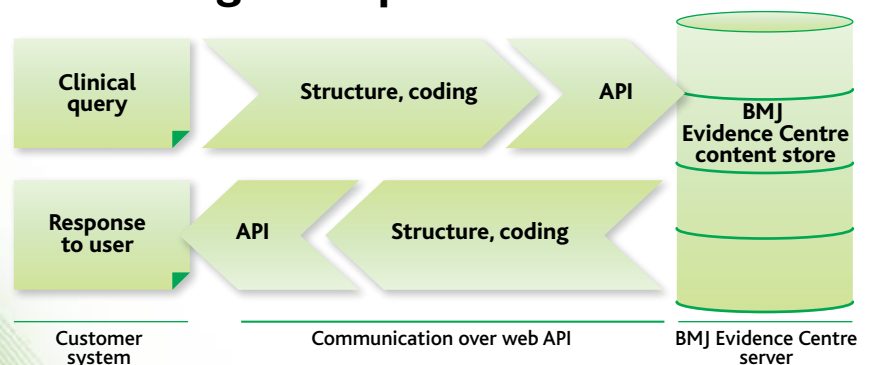 Clinical
query
Structure, coding
API
BMJ
Evidence Centre
content store
Response
to user
API
Structure, coding
Customer
system
Communication over web API
BMJ Evidence Centre
server